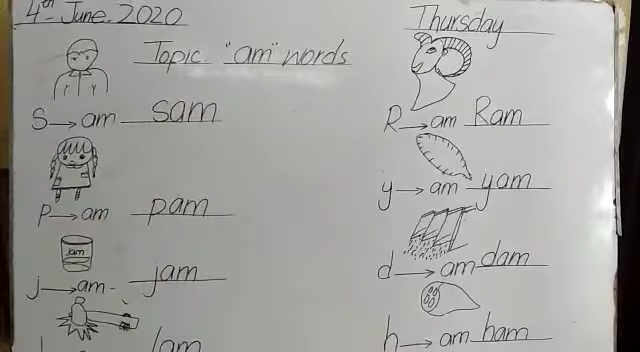 4th June. 2020
Thursday
Topic. "am" words
S → am sam
P → am pam
jam
j → am - jam
R → am Ram
y → am yam
d → am dam
h → am ham